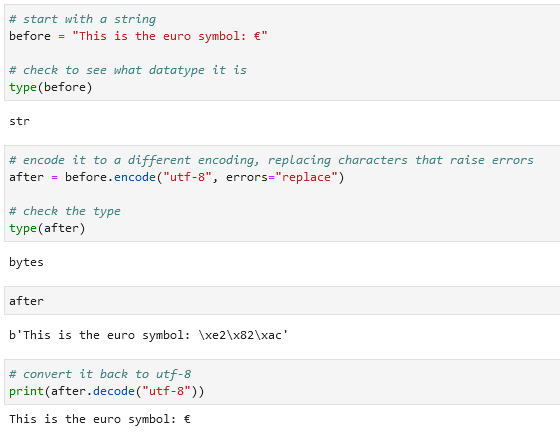 # start with a string
before = "This is the euro symbol: €"
# check to see what datatype it is
type(before)
str
# encode it to a different encoding, replacing characters that raise errors
after = before.encode("utf-8", errors="replace")
# check the type
type(after)
bytes
after
b'This is the euro symbol: \xe2\x82\xac'
# convert it back to utf-8
print(after.decode("utf-8"))
This is the euro symbol: €